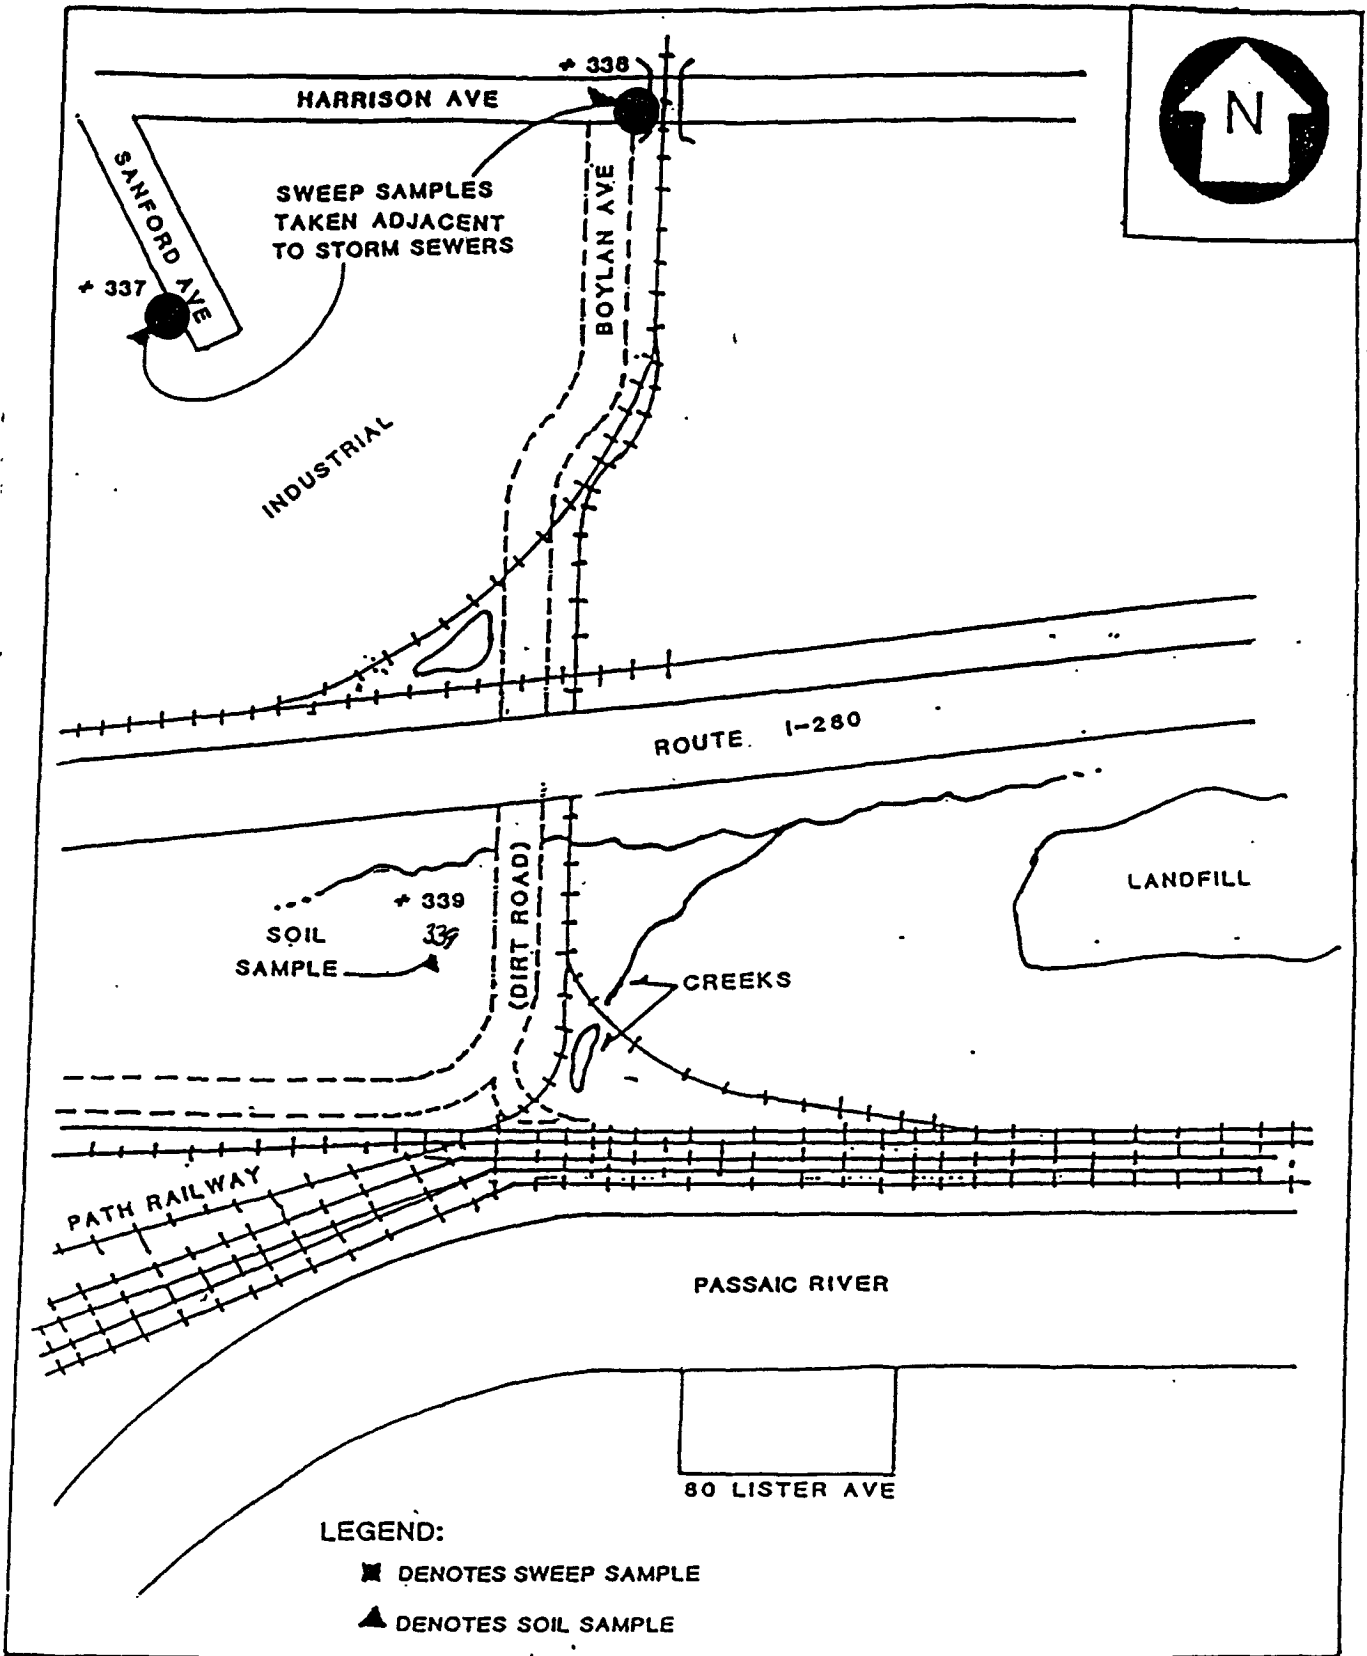 + 338
HARRISON AVE
N
SANFORD AVE
SWEEP SAMPLES
TAKEN ADJACENT
TO STORM SEWERS
BOYLAN AVE
+ 337
INDUSTRIAL
ROUTE I-280
LANDFILL
(DIRT ROAD)
+ 339
339
SOIL
SAMPLE
CREEKS
PATH RAILWAY
PASSAIC RIVER
80 LISTER AVE
LEGEND:
DENOTES SWEEP SAMPLE
DENOTES SOIL SAMPLE